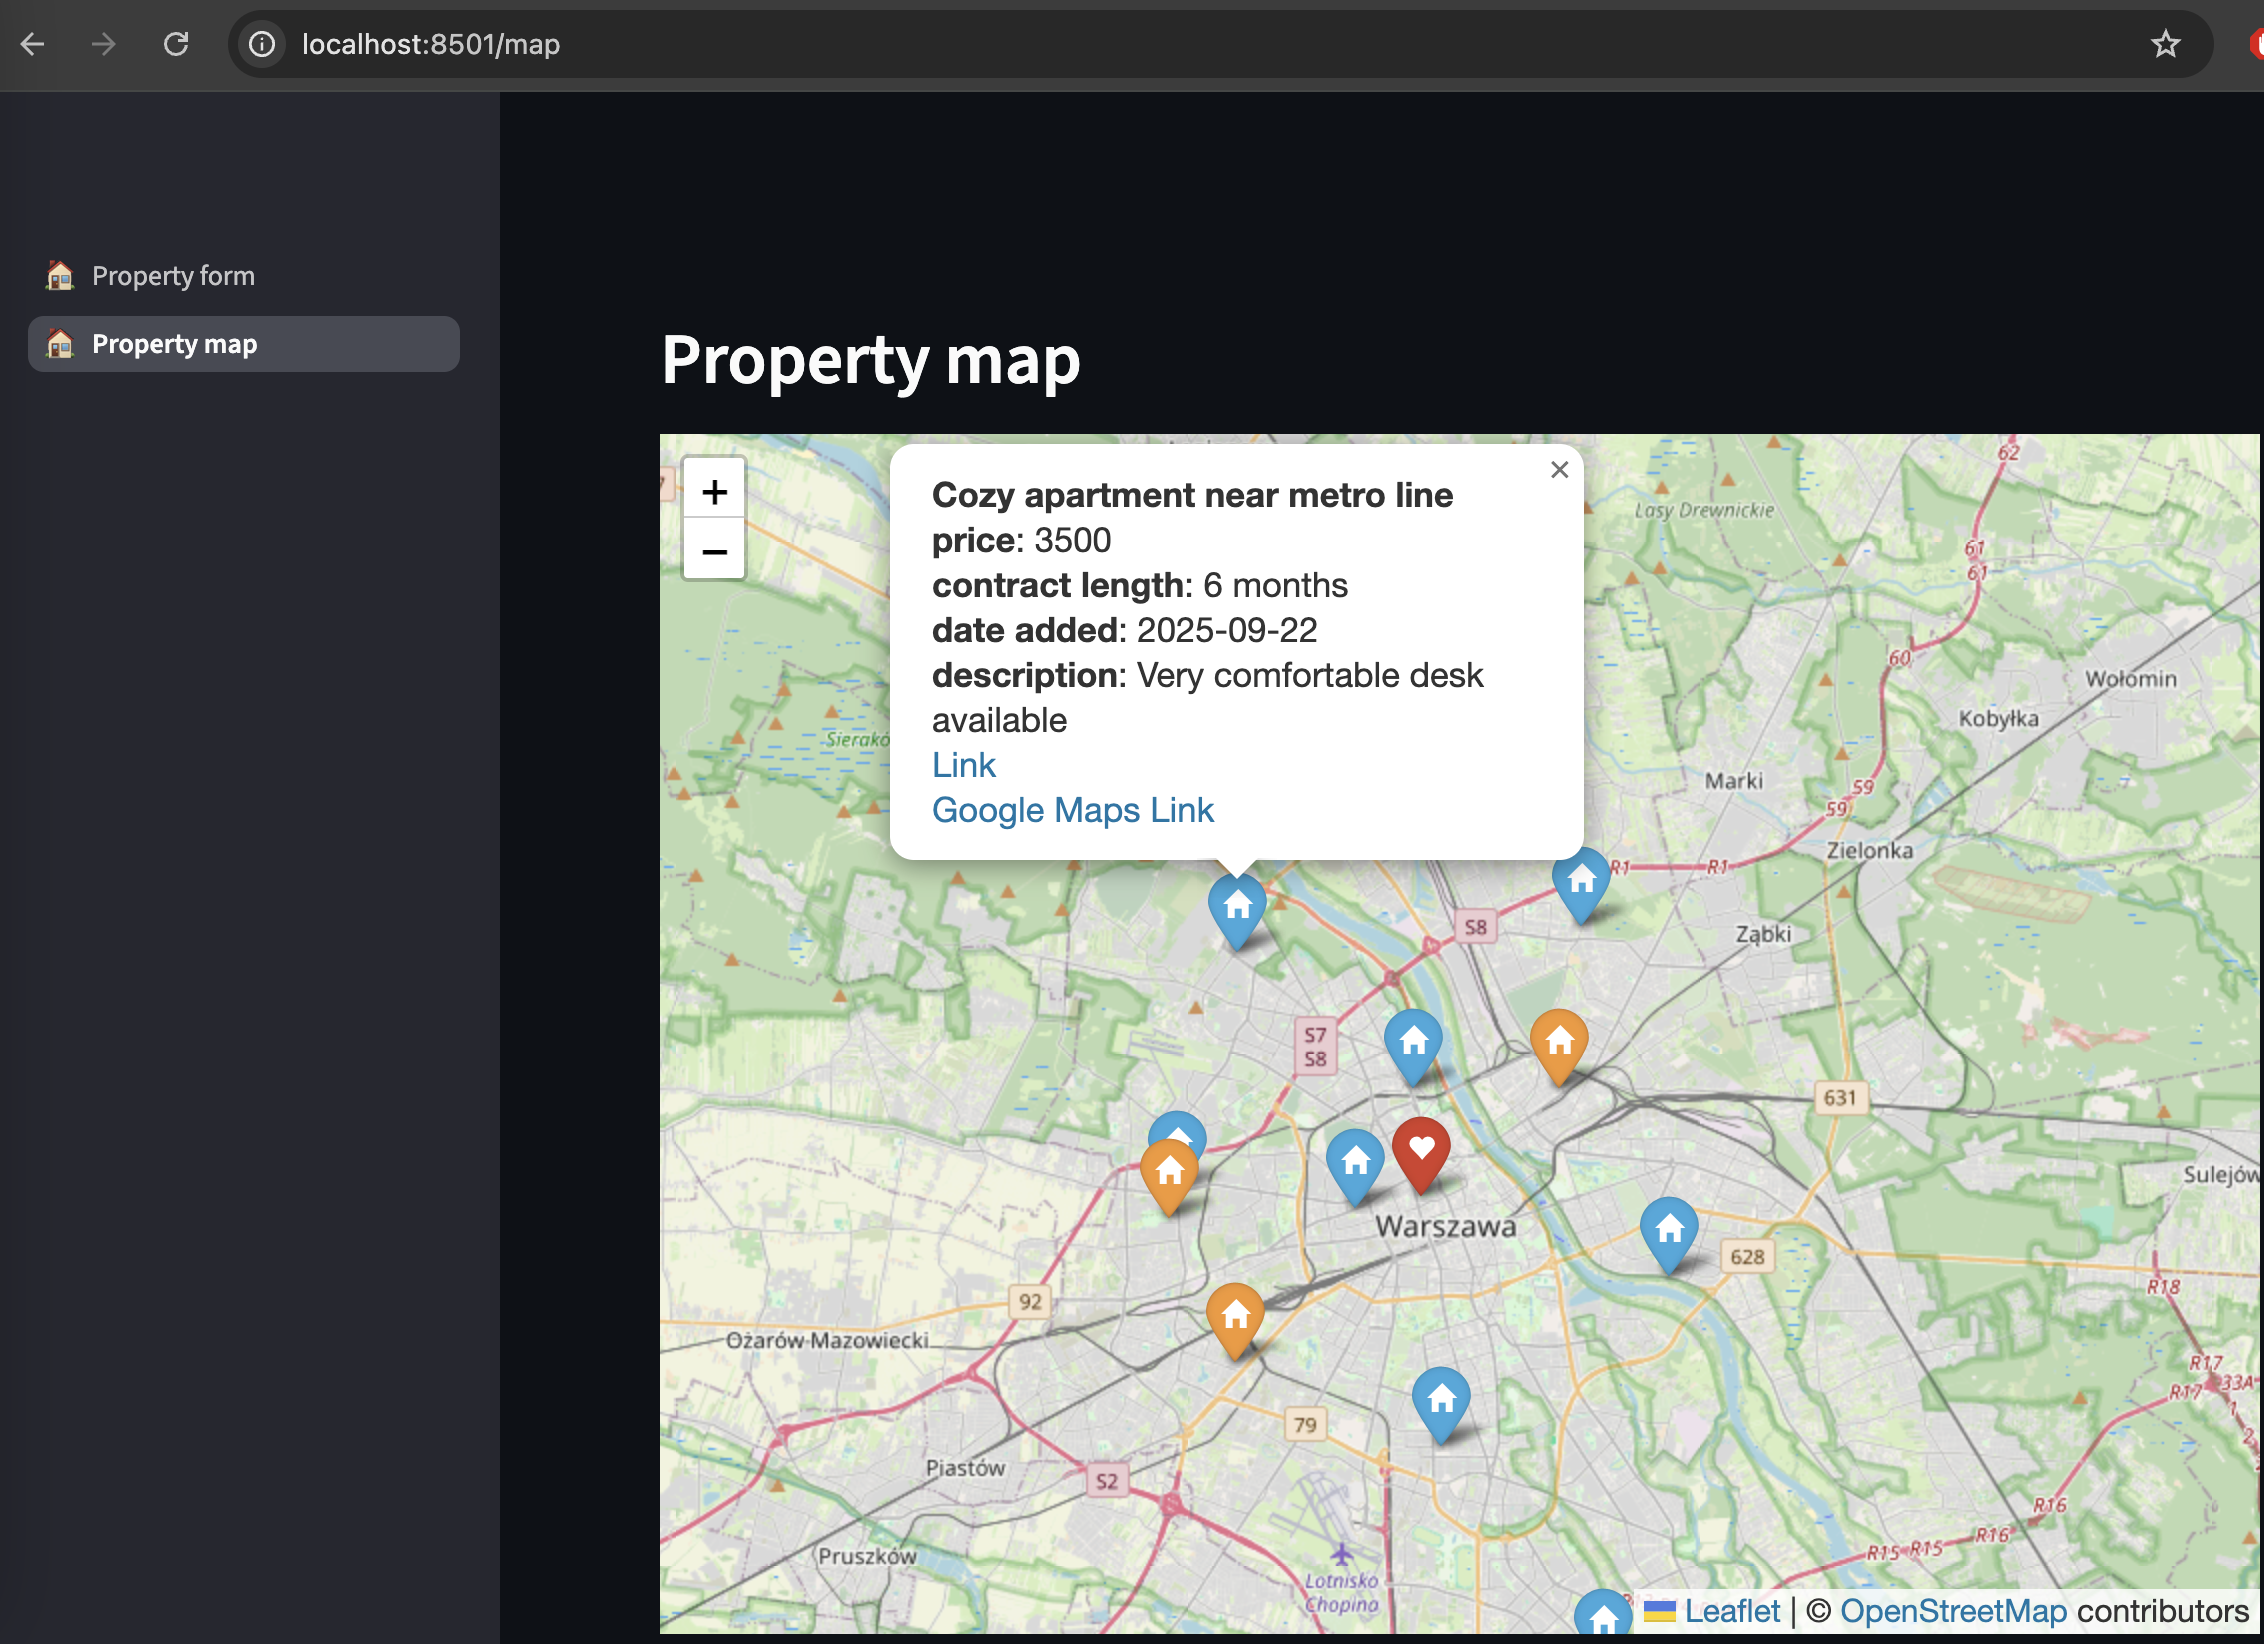 localhost:8501/map
Property form
Property map
Property map
+
−
Cozy apartment near metro line
price: 3500
contract length: 6 months
date added: 2025-09-22
description: Very comfortable desk
available
Link
Google Maps Link
×
62
Lasy Drewnickie
61
61
60
Wołomin
Kobyłka
Sierakó
Marki
59
59
Zielonka
R1
R1
S8
Ząbki
S7
S8
631
Sulejów
Warszawa
628
R18
92
Ożarów Mazowiecki
R17
R17
33A
1
2
79
Piastów
S2
R16
R16
R15
R15
Pruszków
Lotnisko
Chopina
Leaflet | © OpenStreetMap contributors